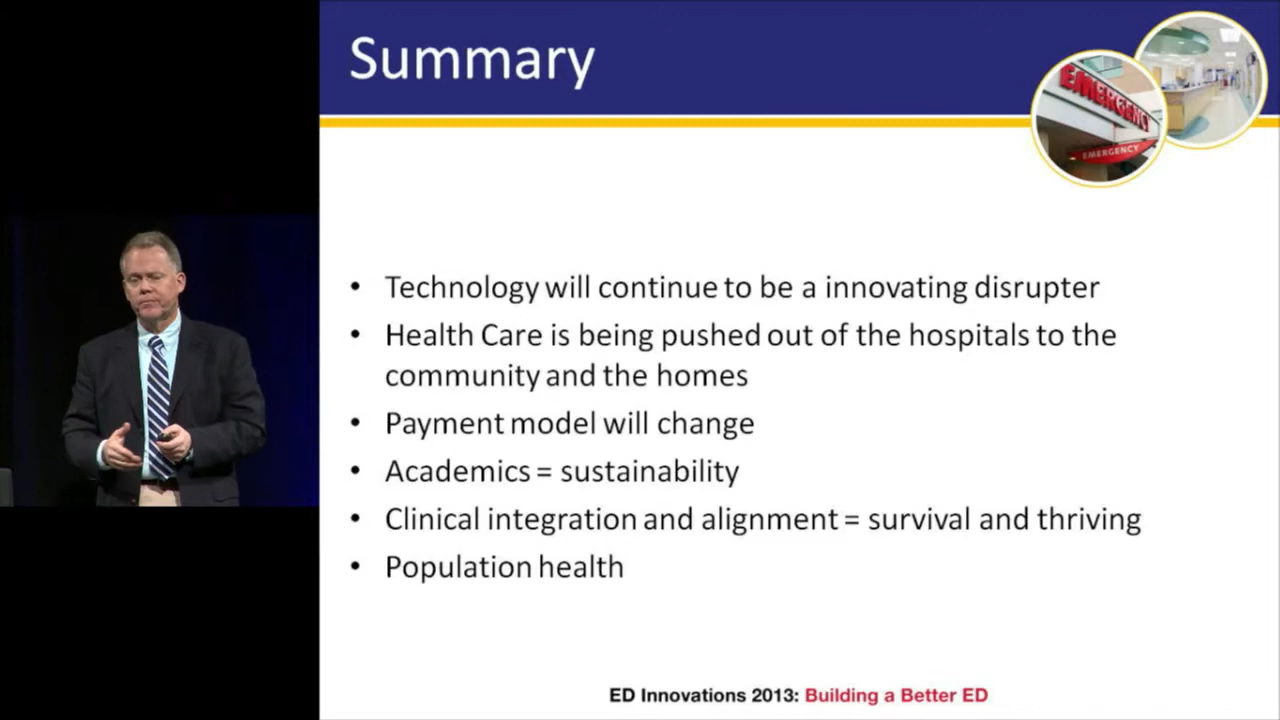 Summary
EMERGENCY
EMERGENCY
• Technology will continue to be a innovating disrupter
• Health Care is being pushed out of the hospitals to the
community and the homes
• Payment model will change
• Academics = sustainability
• Clinical integration and alignment = survival and thriving
• Population health
ED Innovations 2013: Building a Better ED